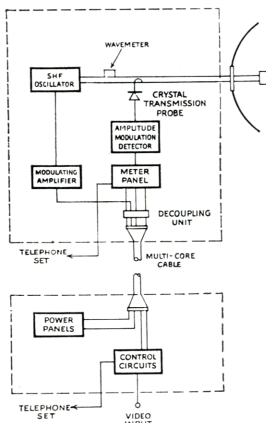 WAVEMETER
SHF
OSCILLATOR
CRYSTAL
TRANSMISSION
PROBE
AMPLITUDE
MODULATION
DETECTOR
MODULATING
AMPLIFIER
METER
PANEL
DECOUPLING
UNIT
TELEPHONE
SET
MULTI-CORE
CABLE
POWER
PANELS
CONTROL
CIRCUITS
TELEPHONE
SET
VIDEO
INPUT